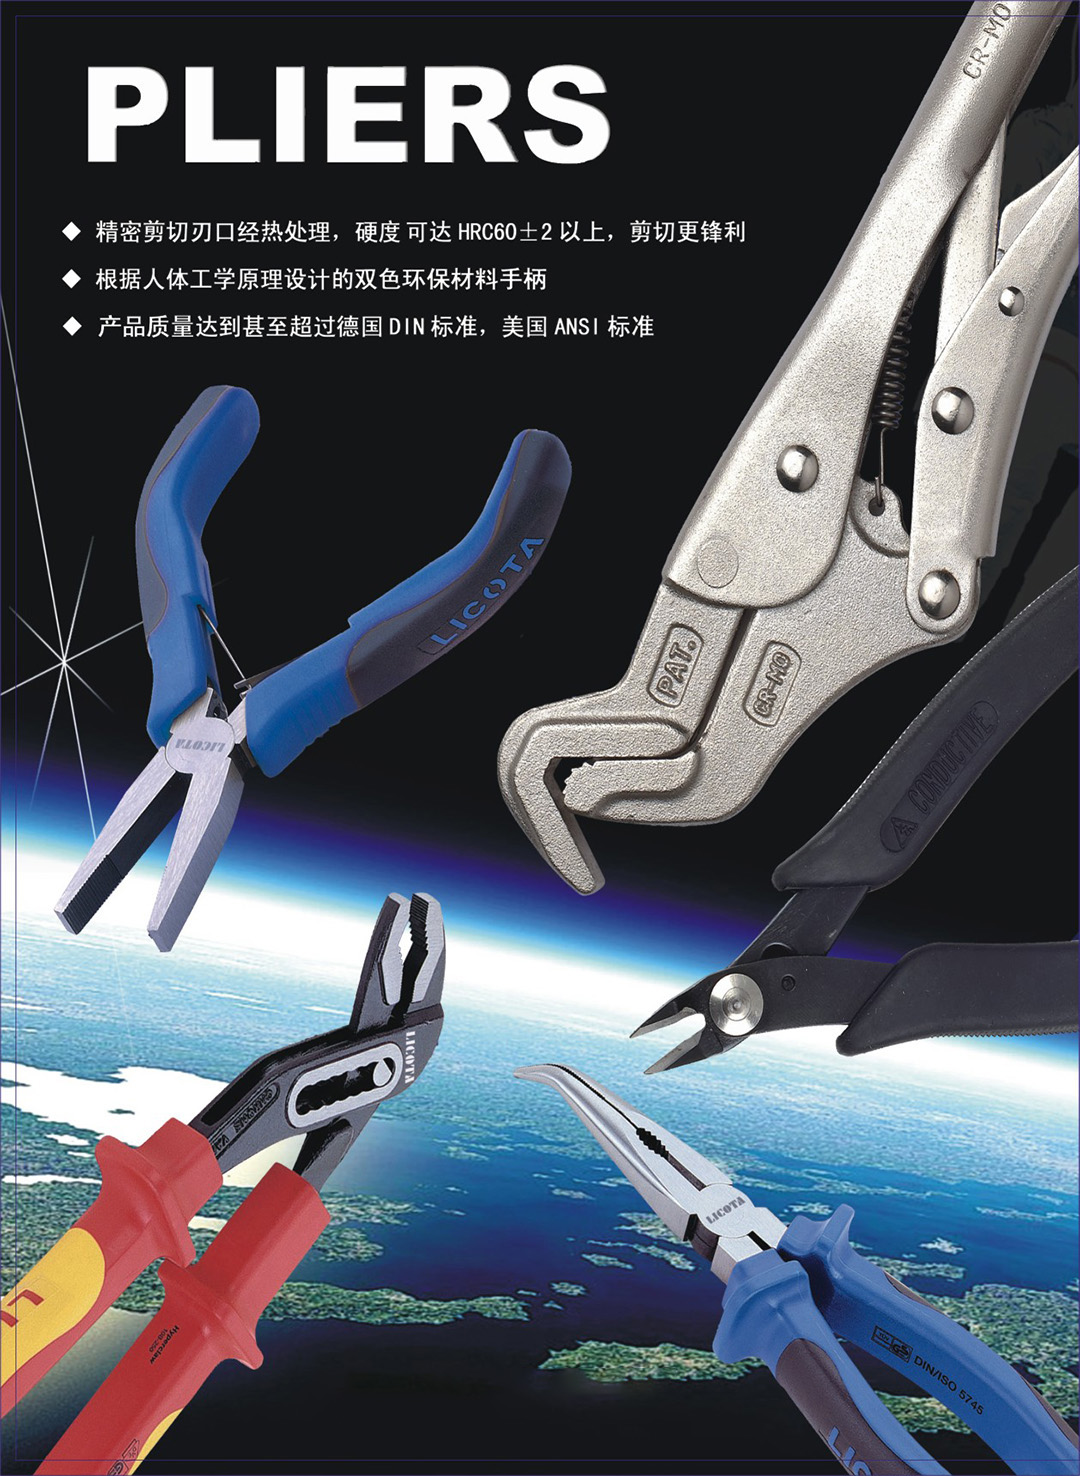 CR-MO
PLIERS
◆ 精密剪切刃口经热处理，硬度可达 HRC60±2 以上，剪切更锋利
◆ 根据人体工学原理设计的双色环保材料手柄
◆ 产品质量达到甚至超过德国 DIN 标准，美国 ANSI 标准
LICOTA
PAT.
CR-MO
LICOTA
CONDUCTIVE
LICOTA
LICOTA
Hyperclaw
GS
DIN/ISO 5745
LIC